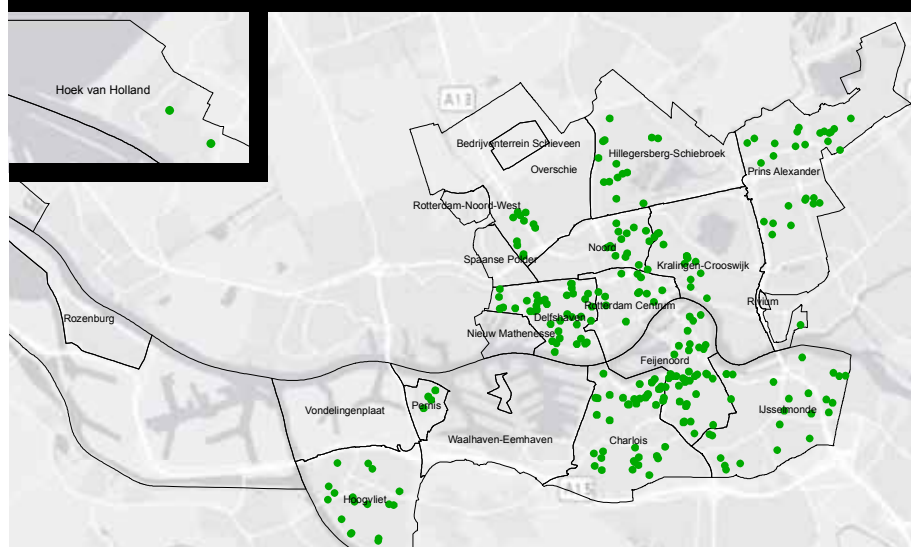 Hoek van Holland
A13
Bedrijventerrein Schieveen
Hillegersberg-Schiebroek
Overschie
Prins Alexander
Rotterdam-Noord-West
Noord
Spaanse Polder
Kralingen-Crooswijk
Rivium
Rotterdam Centrum
Rozenburg
Delfshaven
Nieuw Mathenesse
Feijenoord
Pernis
Vondelingenplaat
IJsselmonde
Waalhaven-Eemhaven
Charlois
A15
Hoogvliet